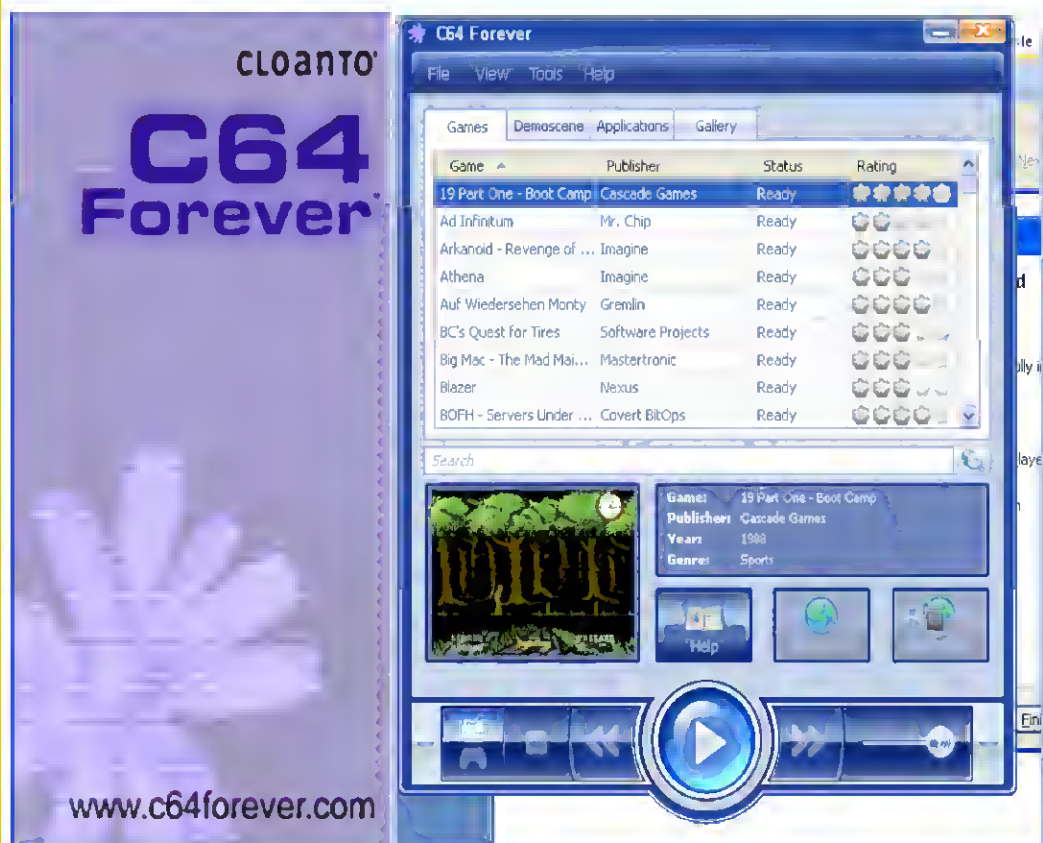 CLOANTO
C64
Forever
www.c64forever.com
C64 Forever
File View Tools Help
Games Demoscene Applications Gallery
Game Publisher Status Rating
19 Part One - Boot Camp Cascade Games Ready
Ad Infinitum Mr. Chip Ready
Arkanoid - Revenge of ... Imagine Ready
Athena Imagine Ready
Auf Wiedersehen Monty Gremlin Ready
BC's Quest for Tires Software Projects Ready
Big Mac - The Mad Mai... Mastertronic Ready
Blazer Nexus Ready
BOFH - Servers Under ... Covert BitOps Ready
Search
Game: 19 Part One - Boot Camp
Publisher: Cascade Games
Year: 1988
Genre: Sports
Help